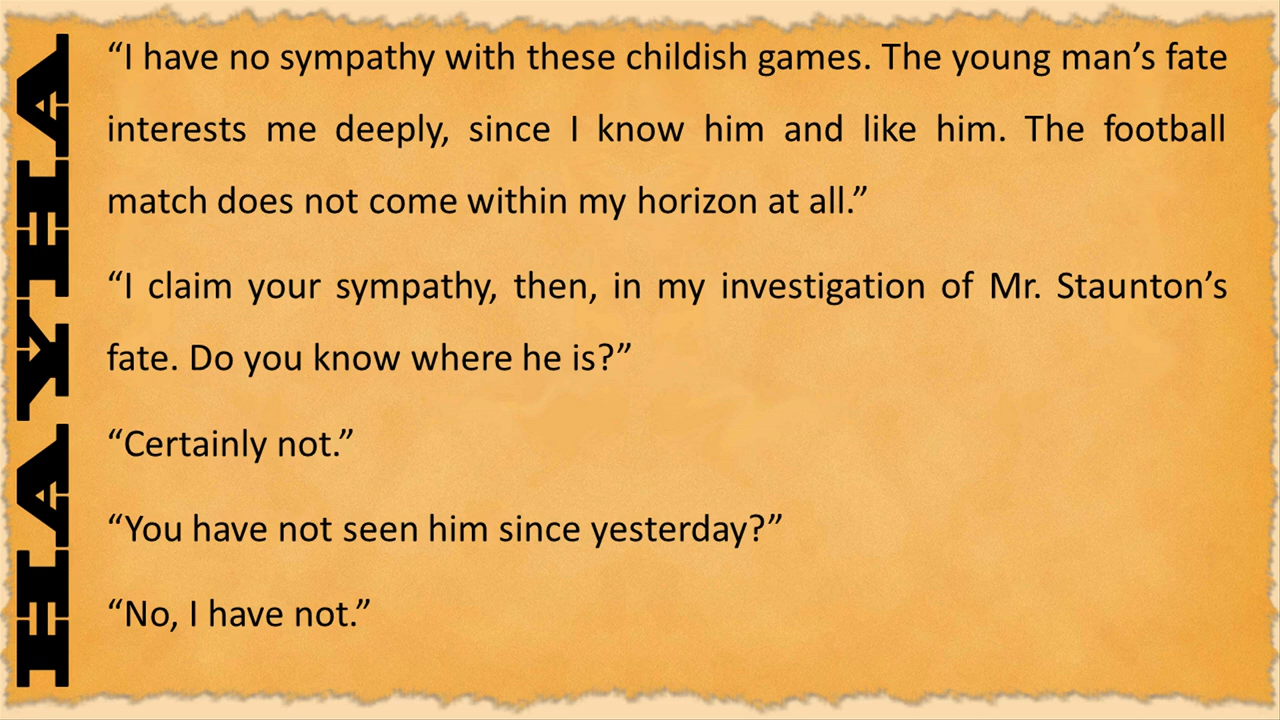 “I have no sympathy with these childish games. The young man’s fate
interests me deeply, since I know him and like him. The football
match does not come within my horizon at all.”
“I claim your sympathy, then, in my investigation of Mr. Staunton’s
fate. Do you know where he is?”
“Certainly not.”
“You have not seen him since yesterday?”
“No, I have not.”
HAYHA